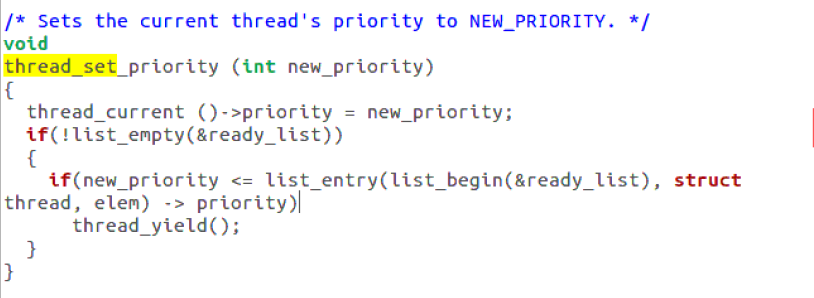 /* Sets the current thread's priority to NEW_PRIORITY. */
void
thread_set_priority (int new_priority)
{
  thread_current ()->priority = new_priority;
  if(!list_empty(&ready_list))
  {
    if(new_priority <= list_entry(list_begin(&ready_list), struct
thread, elem) -> priority)
      thread_yield();
  }
}